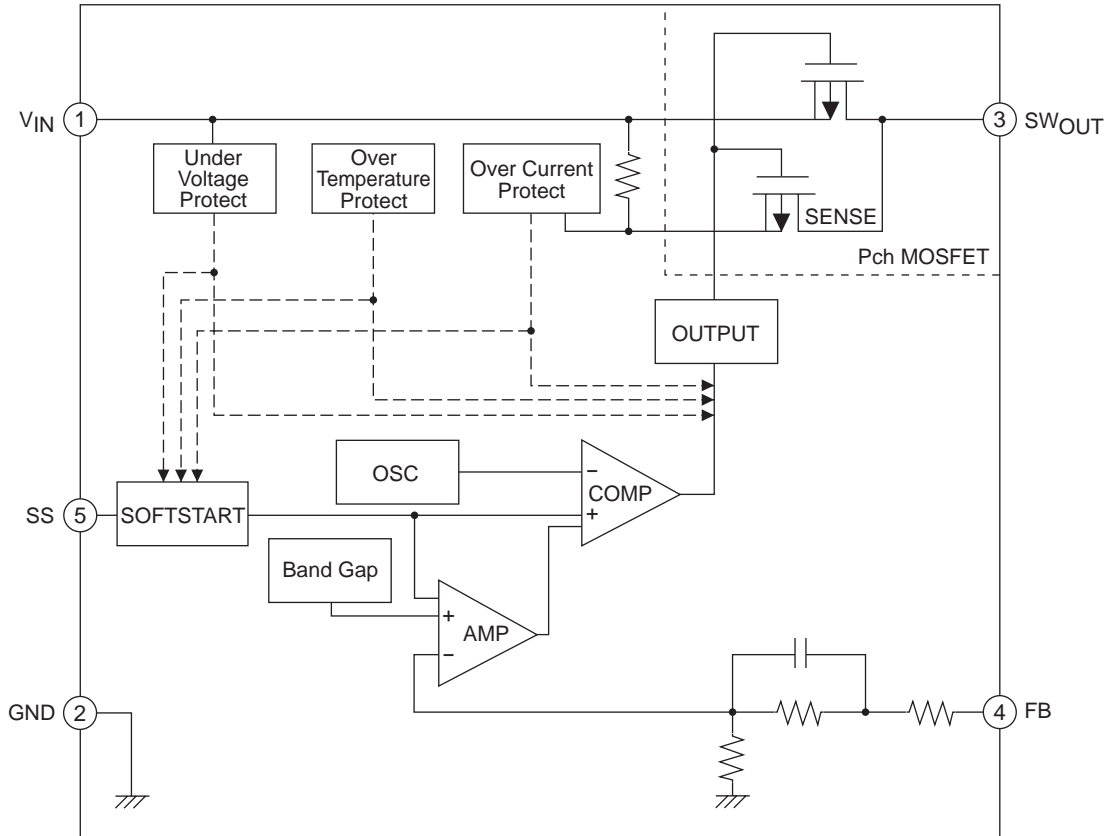 VIN
1
3
SWOUT
Under
Voltage
Protect
Over
Temperature
Protect
Over Current
Protect
SENSE
Pch MOSFET
OUTPUT
OSC
−
COMP
+
SS
5
SOFTSTART
Band Gap
+
AMP
−
GND
2
4
FB